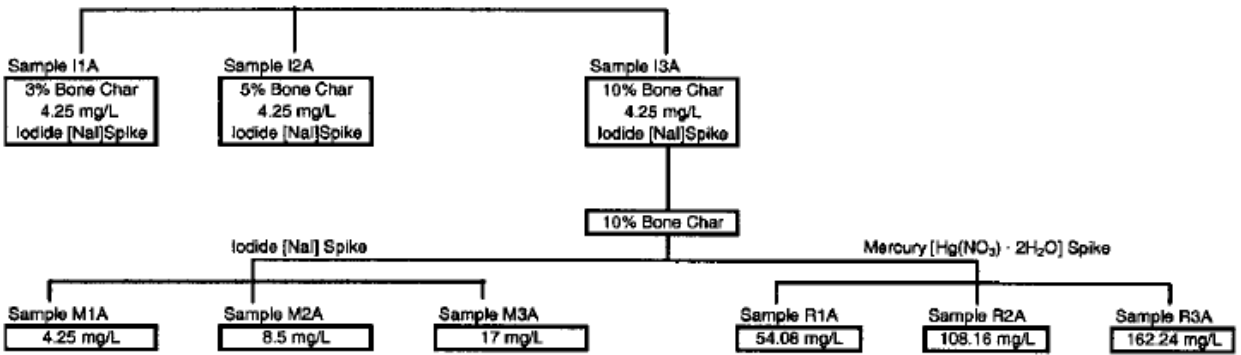 Sample I1A
3% Bone Char
4.25 mg/L
Iodide [NaI]Spike
Sample I2A
5% Bone Char
4.25 mg/L
Iodide [NaI]Spike
Sample I3A
10% Bone Char
4.25 mg/L
Iodide [NaI]Spike
10% Bone Char
Iodide [NaI] Spike
Mercury [Hg(NO₃) · 2H₂O] Spike
Sample M1A
4.25 mg/L
Sample M2A
8.5 mg/L
Sample M3A
17 mg/L
Sample R1A
54.08 mg/L
Sample R2A
108.16 mg/L
Sample R3A
162.24 mg/L